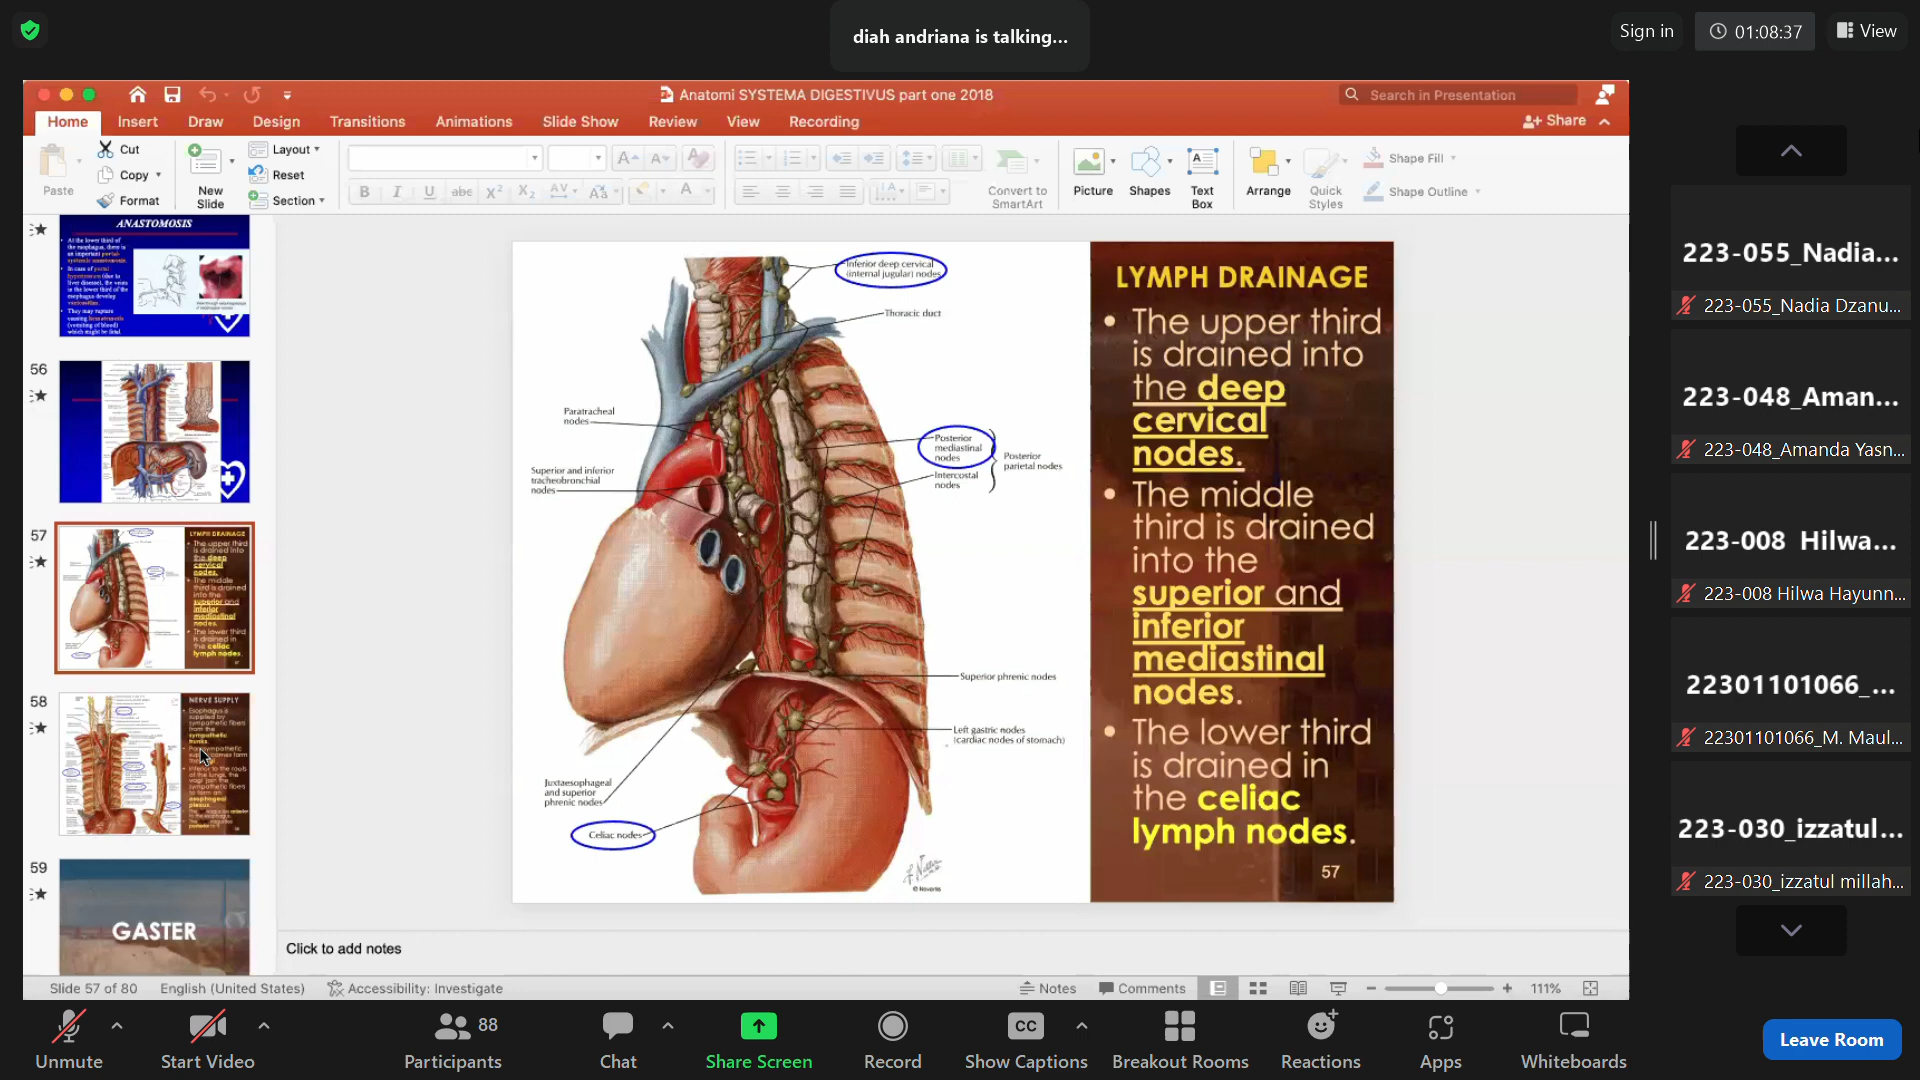 diah andriana is talking...
Sign in
01:08:37
View
Anatomi SYSTEMA DIGESTIVUS part one 2018
Search in Presentation
Home Insert Draw Design Transitions Animations Slide Show Review View Recording
Share
Paste
Cut
Copy
Format
New
Slide
Layout
Reset
Section
Convert to
SmartArt
Picture
Shapes
Text
Box
Arrange
Quick
Styles
Shape Fill
Shape Outline
ANASTOMOSIS
56
57
58
59
NERVE SUPPLY
GASTER
Inferior deep cervical
(internal jugular) nodes
Thoracic duct
Paratracheal
nodes
Superior and inferior
tracheobronchial
nodes
Posterior
mediastinal
nodes
Intercostal
nodes
Posterior
parietal nodes
Superior phrenic nodes
Left gastric nodes
(cardiac nodes of stomach)
Juxtaesophageal
and superior
phrenic nodes
Celiac nodes
© Novartis
LYMPH DRAINAGE
• The upper third
is drained into
the deep
cervical
nodes.
• The middle
third is drained
into the
superior and
inferior
mediastinal
nodes.
• The lower third
is drained in
the celiac
lymph nodes.
57
Click to add notes
Slide 57 of 80
English (United States)
Accessibility: Investigate
Notes
Comments
111%
223-055_Nadia...
223-055_Nadia Dzanu...
223-048_Aman...
223-048_Amanda Yasn...
223-008 Hilwa...
223-008 Hilwa Hayunn...
22301101066_...
22301101066_M. Maul...
223-030_izzatul...
223-030_izzatul millah...
Unmute
Start Video
88
Participants
Chat
Share Screen
Record
CC
Show Captions
Breakout Rooms
Reactions
Apps
Whiteboards
Leave Room